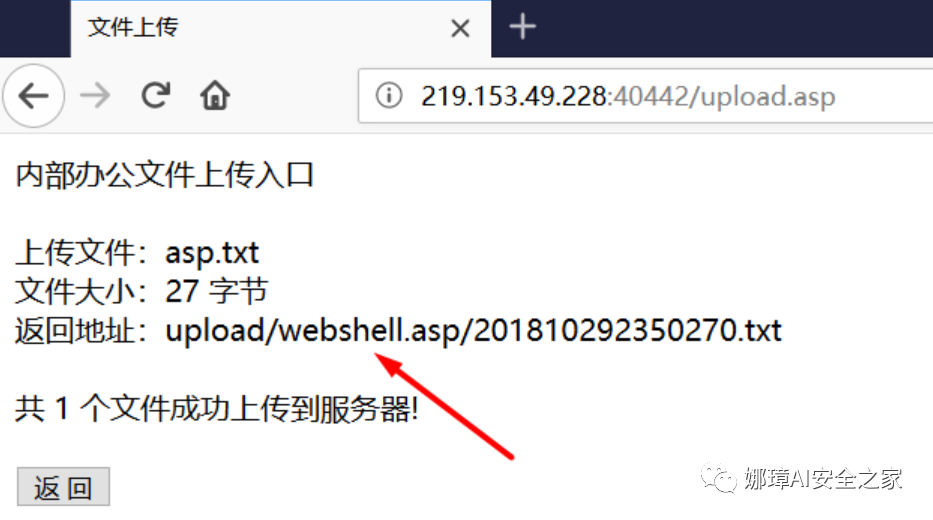 文件上传
219.153.49.228:40442/upload.asp
内部办公文件上传入口
上传文件：asp.txt
文件大小：27 字节
返回地址：upload/webshell.asp/201810292350270.txt
共 1 个文件成功上传到服务器!
返 回
娜璋AI安全之家